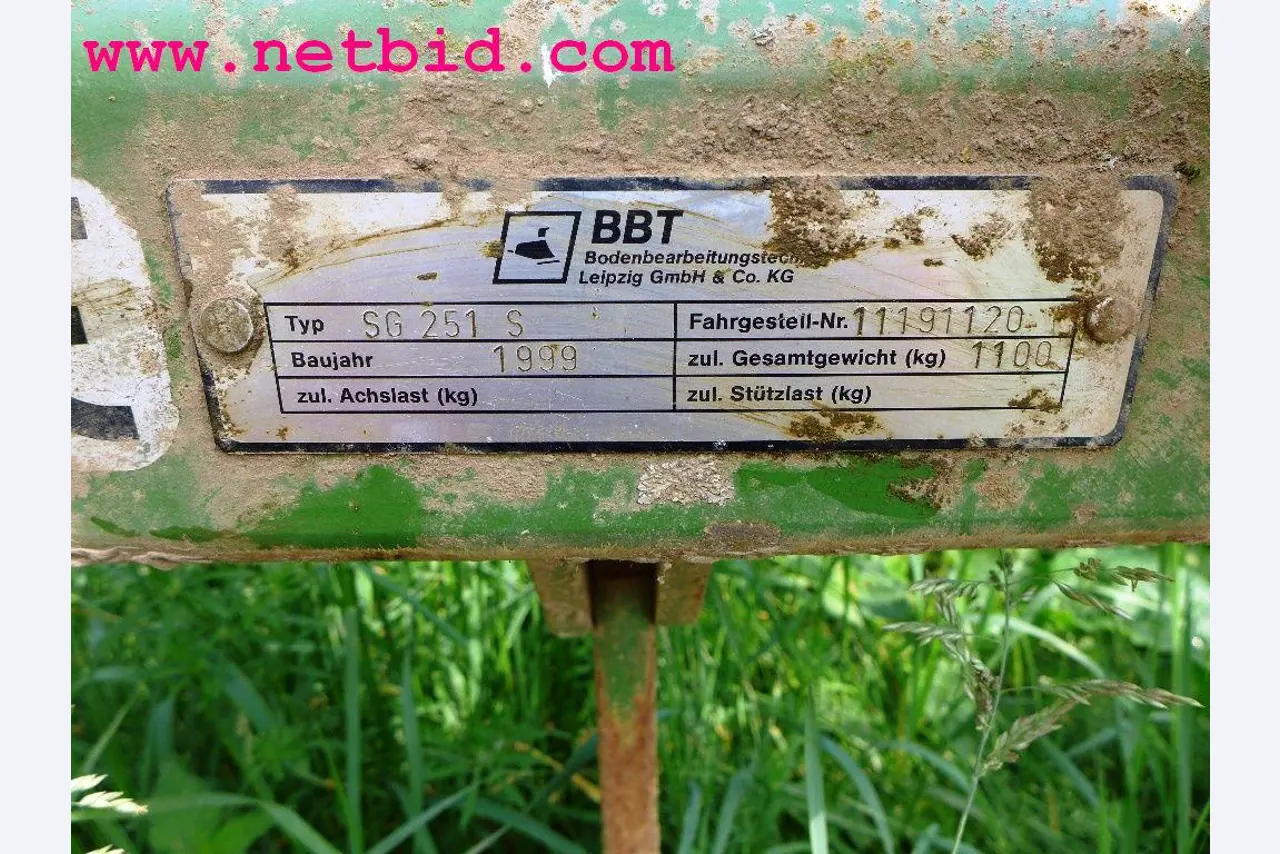 www.netbid.com
BBT
Leipzig GmbH & Co. KG
Typ SG 251 S
Fahrgestell-Nr. 11191120
Baujahr 1999
zul. Gesamtgewicht (kg) 1100
zul. Achslast (kg)
zul. Stützlast (kg)